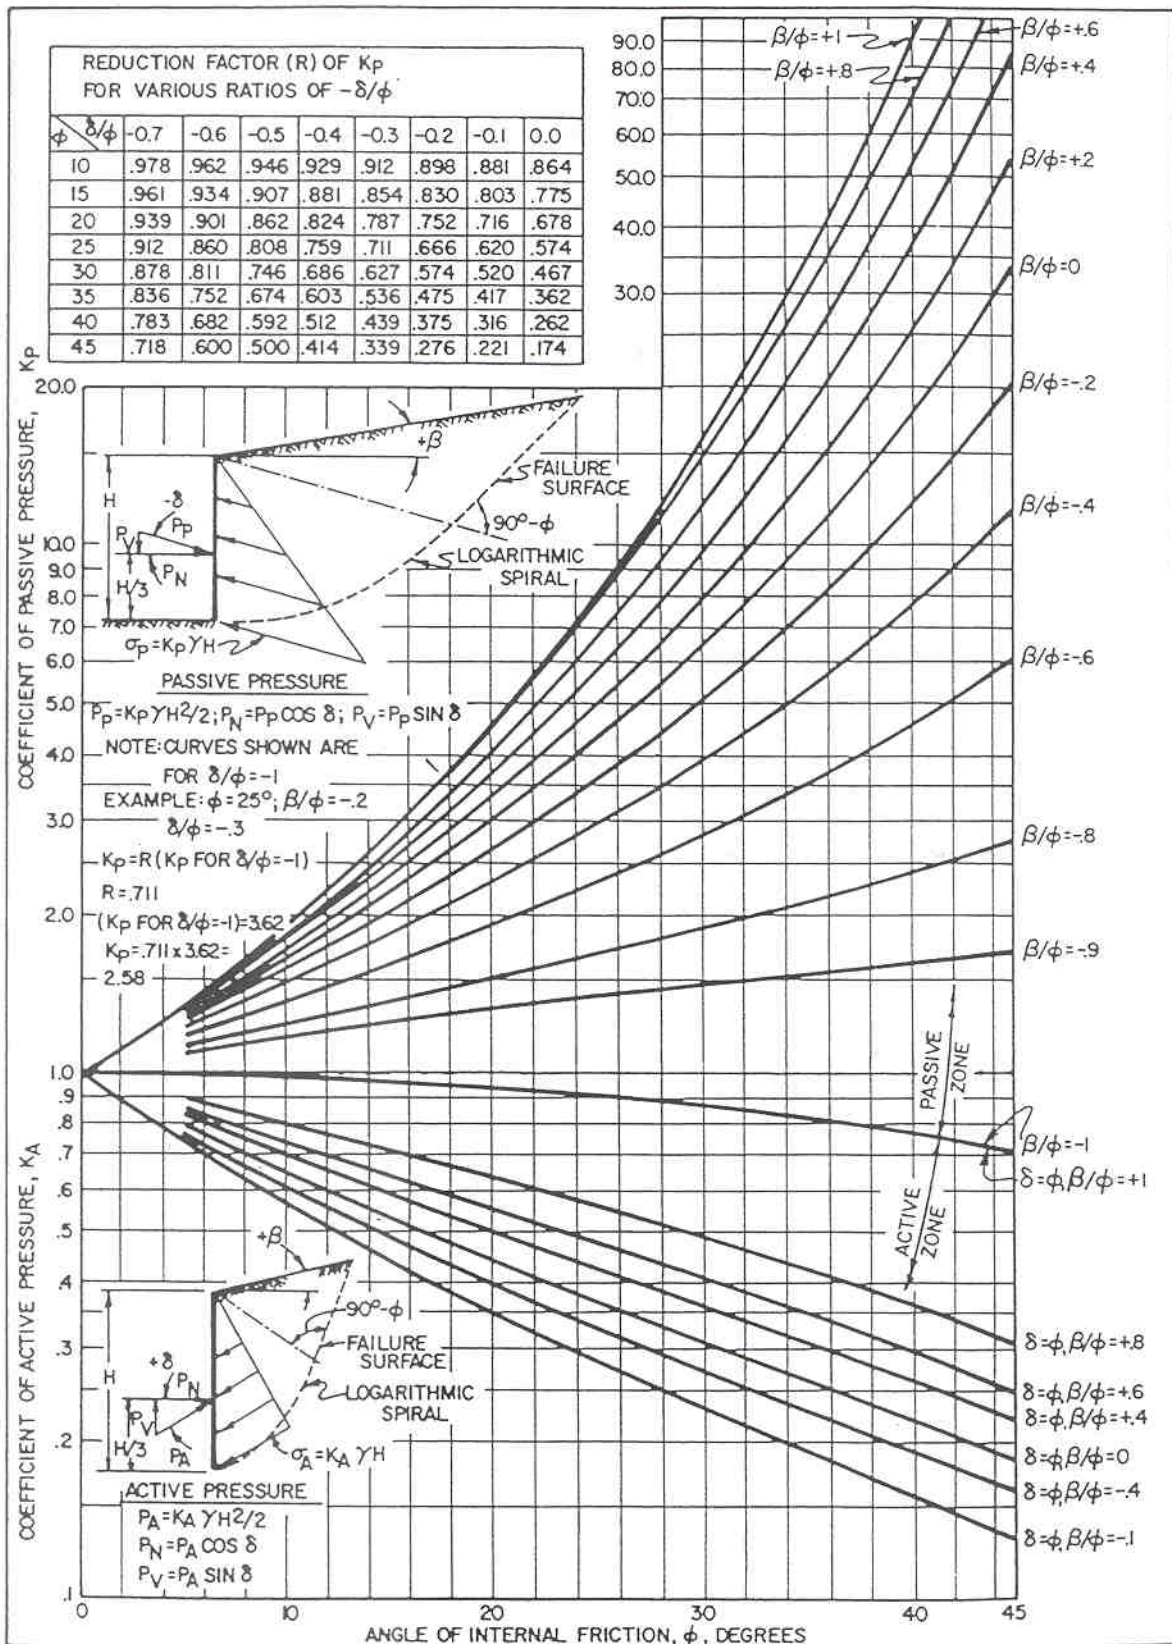 REDUCTION FACTOR (R) OF KP
FOR VARIOUS RATIOS OF -δ/φ
φ δ/φ -0.7 -0.6 -0.5 -0.4 -0.3 -0.2 -0.1 0.0
10 .978 .962 .946 .929 .912 .898 .881 .864
15 .961 .934 .907 .881 .854 .830 .803 .775
20 .939 .901 .862 .824 .787 .752 .716 .678
25 .912 .860 .808 .759 .711 .666 .620 .574
30 .878 .811 .746 .686 .627 .574 .520 .467
35 .836 .752 .674 .603 .536 .475 .417 .362
40 .783 .682 .592 .512 .439 .375 .316 .262
45 .718 .600 .500 .414 .339 .276 .221 .174
90.0
80.0
70.0
60.0
50.0
40.0
30.0
β/φ=+1
β/φ=+.8
β/φ=+.6
β/φ=+.4
β/φ=+.2
β/φ=0
β/φ=-.2
β/φ=-.4
β/φ=-.6
β/φ=-.8
β/φ=-.9
β/φ=-1
δ=φ,β/φ=+1
δ=φ,β/φ=+.8
δ=φ,β/φ=+.6
δ=φ,β/φ=+.4
δ=φ,β/φ=0
δ=φ,β/φ=-.4
δ=φ,β/φ=-.1
PASSIVE
ZONE
ACTIVE
ZONE
COEFFICIENT OF PASSIVE PRESSURE, KP
20.0
10.0
9.0
8.0
7.0
6.0
5.0
4.0
3.0
2.0
1.0
.9
.8
.7
.6
.5
.4
.3
.2
.1
COEFFICIENT OF ACTIVE PRESSURE, KA
+β
H
-δ
PP
PV
PN
H/3
FAILURE
SURFACE
90°-φ
LOGARITHMIC
SPIRAL
σP=KPγH
PASSIVE PRESSURE
PP=KPγH2/2; PN=PP COS δ; PV=PP SIN δ
NOTE: CURVES SHOWN ARE
FOR δ/φ=-1
EXAMPLE: φ=25°; β/φ=-.2
δ/φ=-.3
KP=R(KP FOR δ/φ=-1)
R=.711
(KP FOR δ/φ=-1)=3.62
KP=.711x3.62=
2.58
+β
90°-φ
FAILURE
SURFACE
LOGARITHMIC
SPIRAL
H
+δ
PN
PV
H/3
PA
σA=KAγH
ACTIVE PRESSURE
PA=KAγH2/2
PN=PA COS δ
PV=PA SIN δ
0 10 20 30 40 45
ANGLE OF INTERNAL FRICTION, φ, DEGREES